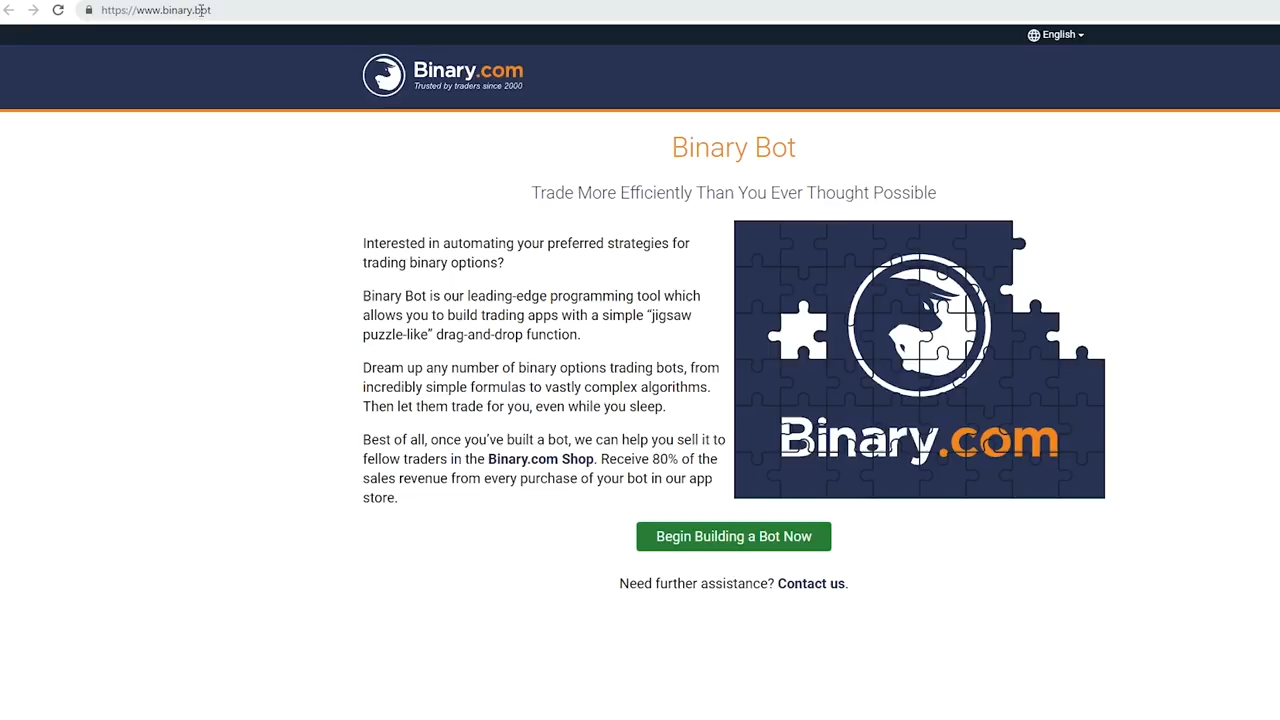 https://www.binary.bot
English
Binary.com
Trusted by traders since 2000
Binary Bot
Trade More Efficiently Than You Ever Thought Possible
Interested in automating your preferred strategies for
trading binary options?
Binary Bot is our leading-edge programming tool which
allows you to build trading apps with a simple “jigsaw
puzzle-like” drag-and-drop function.
Dream up any number of binary options trading bots, from
incredibly simple formulas to vastly complex algorithms.
Then let them trade for you, even while you sleep.
Best of all, once you’ve built a bot, we can help you sell it to
fellow traders in the Binary.com Shop. Receive 80% of the
sales revenue from every purchase of your bot in our app
store.
Binary.com
Begin Building a Bot Now
Need further assistance? Contact us.